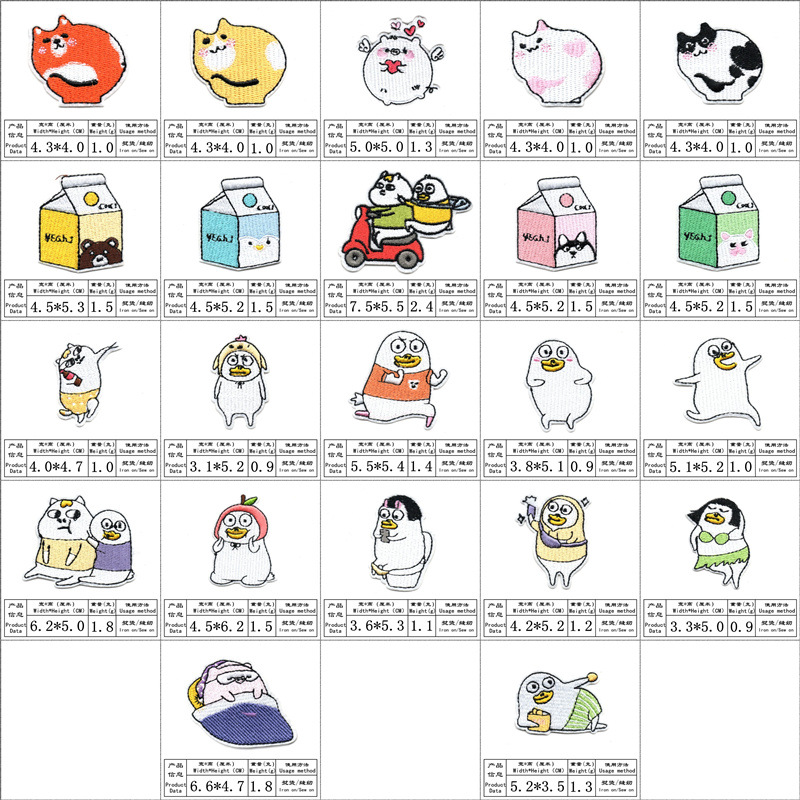 产品 宽*高 (厘米) 重量(克) 使用方法
信息 Width*Height (CM) Weight(g) Usage method
Product 4.3*4.0 1.0 熨烫/缝纫
Data Iron on/Sew on
产品 宽*高 (厘米) 重量(克) 使用方法
信息 Width*Height (CM) Weight(g) Usage method
Product 4.3*4.0 1.0 熨烫/缝纫
Data Iron on/Sew on
产品 宽*高 (厘米) 重量(克) 使用方法
信息 Width*Height (CM) Weight(g) Usage method
Product 5.0*5.0 1.3 熨烫/缝纫
Data Iron on/Sew on
产品 宽*高 (厘米) 重量(克) 使用方法
信息 Width*Height (CM) Weight(g) Usage method
Product 4.3*4.0 1.0 熨烫/缝纫
Data Iron on/Sew on
产品 宽*高 (厘米) 重量(克) 使用方法
信息 Width*Height (CM) Weight(g) Usage method
Product 4.3*4.0 1.0 熨烫/缝纫
Data Iron on/Sew on
产品 宽*高 (厘米) 重量(克) 使用方法
信息 Width*Height (CM) Weight(g) Usage method
Product 4.5*5.3 1.5 熨烫/缝纫
Data Iron on/Sew on
产品 宽*高 (厘米) 重量(克) 使用方法
信息 Width*Height (CM) Weight(g) Usage method
Product 4.5*5.2 1.5 熨烫/缝纫
Data Iron on/Sew on
产品 宽*高 (厘米) 重量(克) 使用方法
信息 Width*Height (CM) Weight(g) Usage method
Product 7.5*5.5 2.4 熨烫/缝纫
Data Iron on/Sew on
产品 宽*高 (厘米) 重量(克) 使用方法
信息 Width*Height (CM) Weight(g) Usage method
Product 4.5*5.2 1.5 熨烫/缝纫
Data Iron on/Sew on
产品 宽*高 (厘米) 重量(克) 使用方法
信息 Width*Height (CM) Weight(g) Usage method
Product 4.5*5.2 1.5 熨烫/缝纫
Data Iron on/Sew on
产品 宽*高 (厘米) 重量(克) 使用方法
信息 Width*Height (CM) Weight(g) Usage method
Product 4.0*4.7 1.0 熨烫/缝纫
Data Iron on/Sew on
产品 宽*高 (厘米) 重量(克) 使用方法
信息 Width*Height (CM) Weight(g) Usage method
Product 3.1*5.2 0.9 熨烫/缝纫
Data Iron on/Sew on
产品 宽*高 (厘米) 重量(克) 使用方法
信息 Width*Height (CM) Weight(g) Usage method
Product 5.5*5.4 1.4 熨烫/缝纫
Data Iron on/Sew on
产品 宽*高 (厘米) 重量(克) 使用方法
信息 Width*Height (CM) Weight(g) Usage method
Product 3.8*5.1 0.9 熨烫/缝纫
Data Iron on/Sew on
产品 宽*高 (厘米) 重量(克) 使用方法
信息 Width*Height (CM) Weight(g) Usage method
Product 5.1*5.2 1.0 熨烫/缝纫
Data Iron on/Sew on
产品 宽*高 (厘米) 重量(克) 使用方法
信息 Width*Height (CM) Weight(g) Usage method
Product 6.2*5.0 1.8 熨烫/缝纫
Data Iron on/Sew on
产品 宽*高 (厘米) 重量(克) 使用方法
信息 Width*Height (CM) Weight(g) Usage method
Product 4.5*6.2 1.5 熨烫/缝纫
Data Iron on/Sew on
产品 宽*高 (厘米) 重量(克) 使用方法
信息 Width*Height (CM) Weight(g) Usage method
Product 3.6*5.3 1.1 熨烫/缝纫
Data Iron on/Sew on
产品 宽*高 (厘米) 重量(克) 使用方法
信息 Width*Height (CM) Weight(g) Usage method
Product 4.2*5.2 1.2 熨烫/缝纫
Data Iron on/Sew on
产品 宽*高 (厘米) 重量(克) 使用方法
信息 Width*Height (CM) Weight(g) Usage method
Product 3.3*5.0 0.9 熨烫/缝纫
Data Iron on/Sew on
产品 宽*高 (厘米) 重量(克) 使用方法
信息 Width*Height (CM) Weight(g) Usage method
Product 6.6*4.7 1.8 熨烫/缝纫
Data Iron on/Sew on
产品 宽*高 (厘米) 重量(克) 使用方法
信息 Width*Height (CM) Weight(g) Usage method
Product 5.2*3.5 1.3 熨烫/缝纫
Data Iron on/Sew on